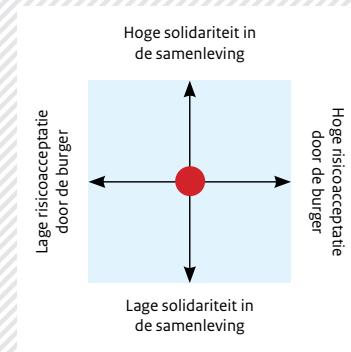 Hoge solidariteit in
de samenleving
Lage risicoacceptatie
door de burger
Hoge risicoacceptatie
door de burger
Lage solidariteit in
de samenleving